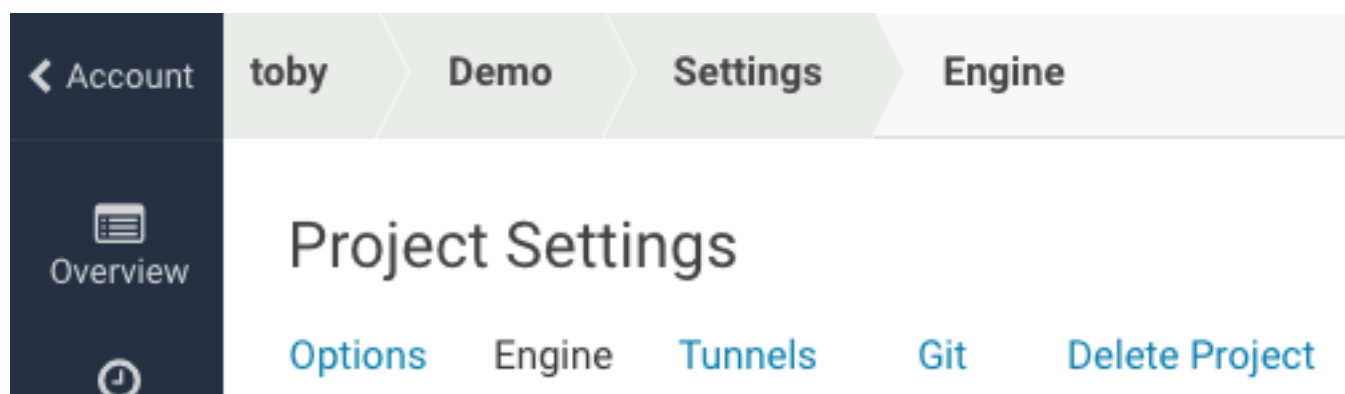 Account toby Demo Settings Engine
Overview
Project Settings
Options Engine Tunnels Git Delete Project